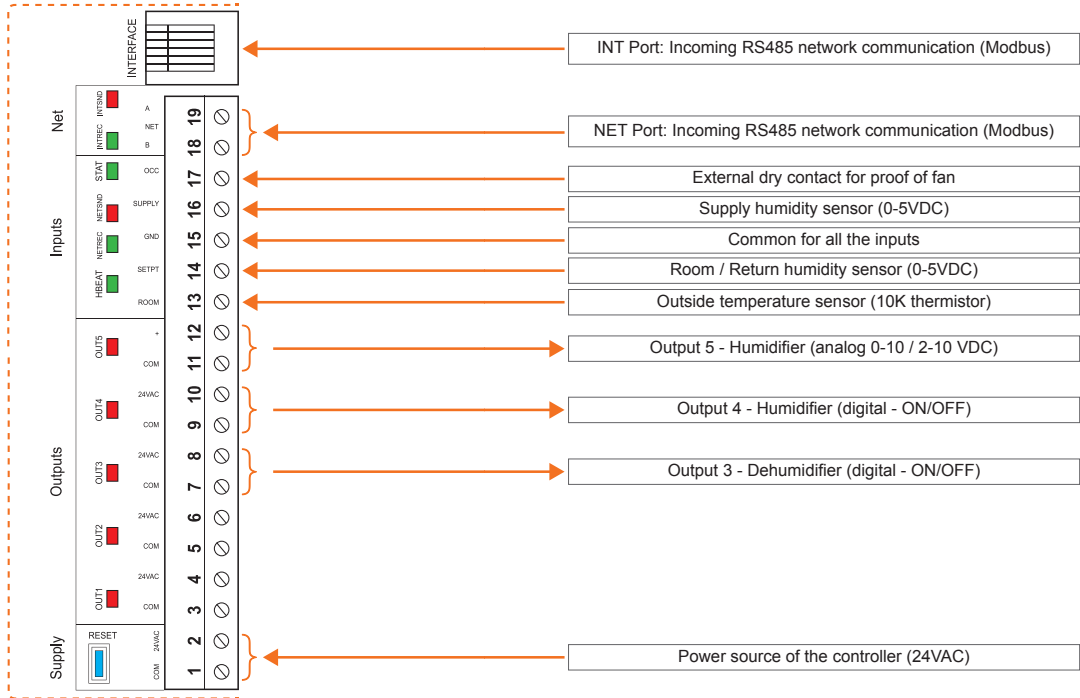 INTERFACE
INT Port: Incoming RS485 network communication (Modbus)
Net
INTSND
INTREC
A
NET
B
19
18
NET Port: Incoming RS485 network communication (Modbus)
Inputs
STAT
NETSND
NETREC
HBEAT
OCC
17
External dry contact for proof of fan
SUPPLY
16
Supply humidity sensor (0-5VDC)
GND
15
Common for all the inputs
SETPT
14
Room / Return humidity sensor (0-5VDC)
ROOM
13
Outside temperature sensor (10K thermistor)
Outputs
OUT5
+
COM
12
11
Output 5 - Humidifier (analog 0-10 / 2-10 VDC)
OUT4
24VAC
COM
10
9
Output 4 - Humidifier (digital - ON/OFF)
OUT3
24VAC
COM
8
7
Output 3 - Dehumidifier (digital - ON/OFF)
OUT2
24VAC
COM
6
5
OUT1
24VAC
COM
4
3
Supply
RESET
24VAC
COM
2
1
Power source of the controller (24VAC)